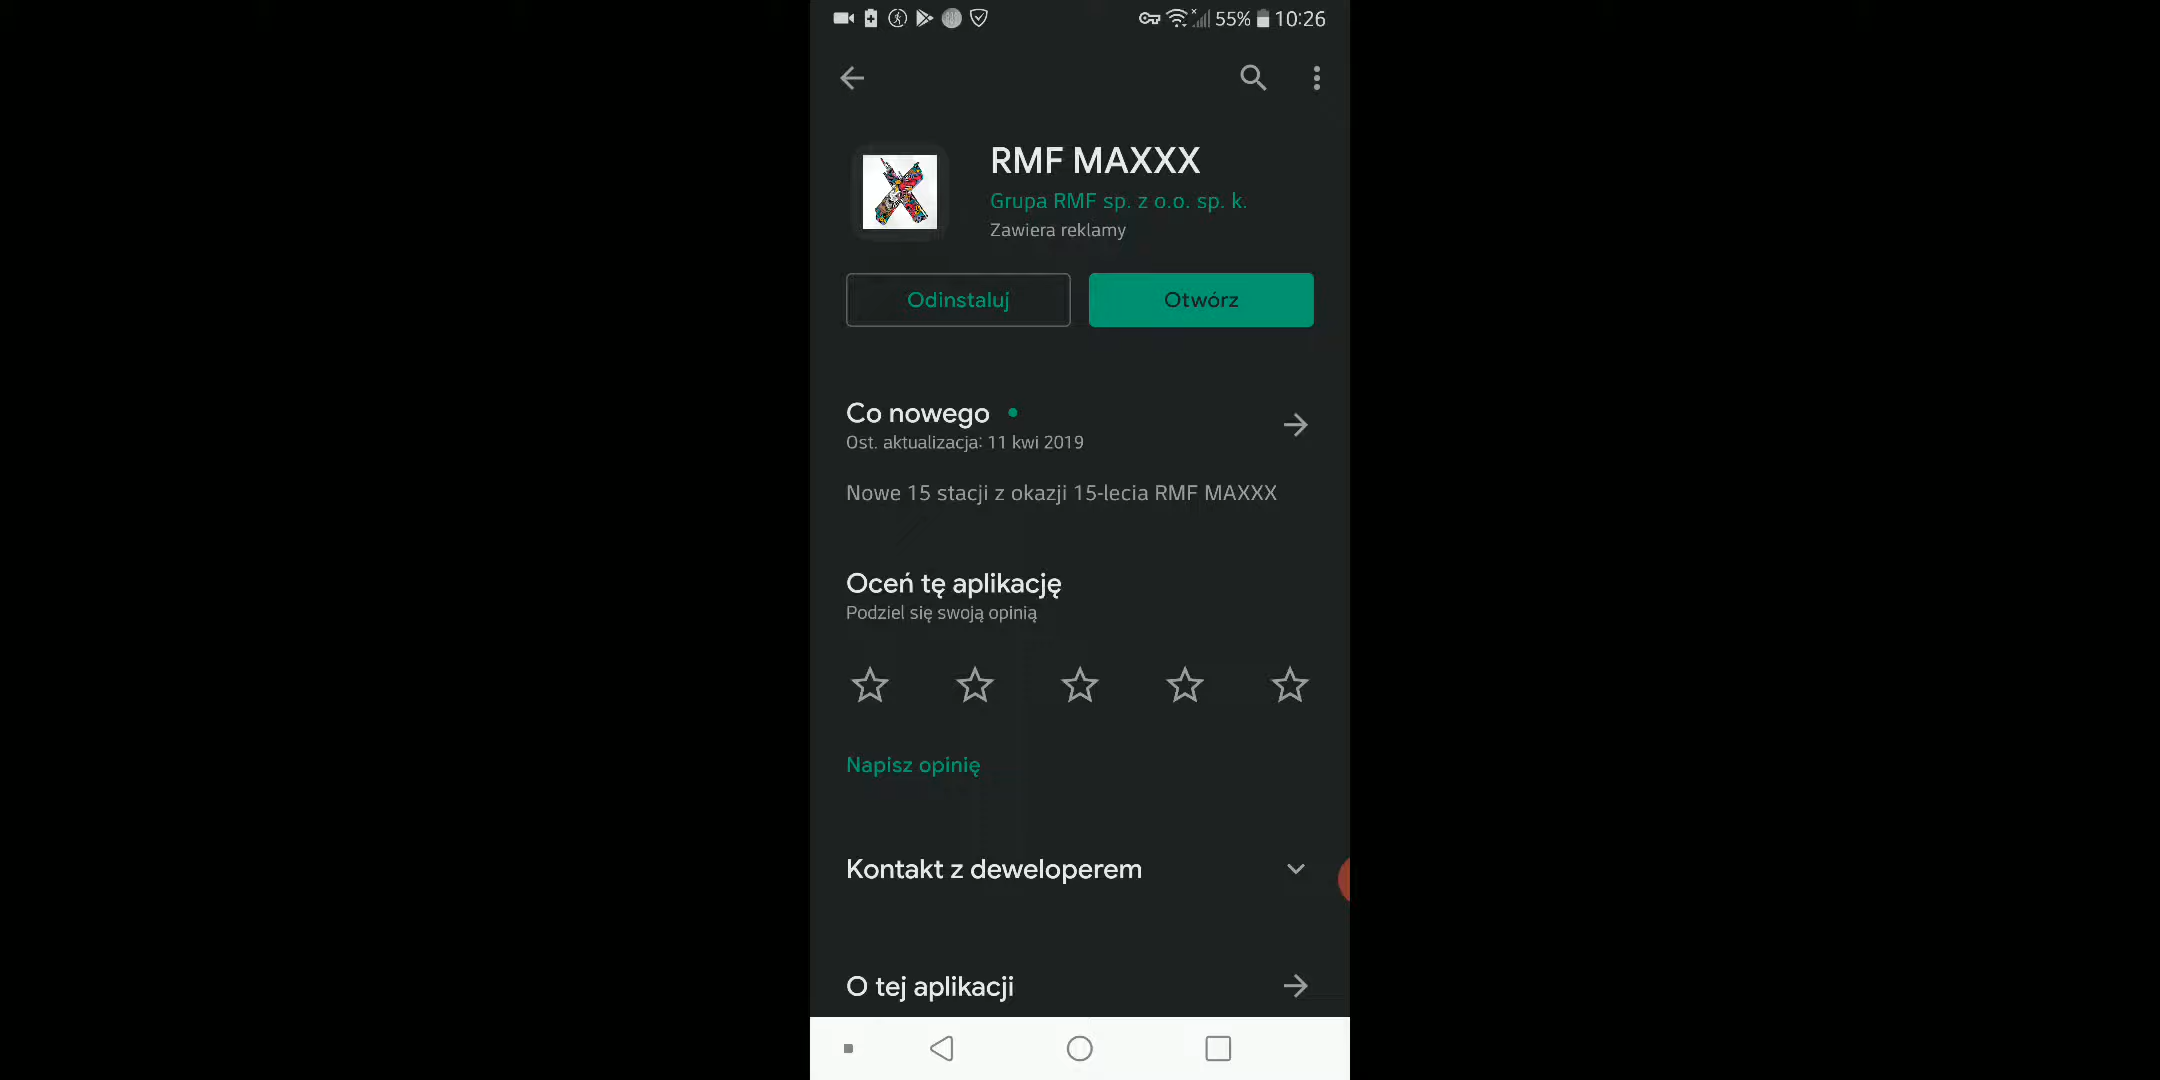 55% 10:26
RMF MAXXX
Grupa RMF sp. z o.o. sp. k.
Zawiera reklamy
Odinstaluj
Otwórz
Co nowego
Ost. aktualizacja: 11 kwi 2019
Nowe 15 stacji z okazji 15-lecia RMF MAXXX
Oceń tę aplikację
Podziel się swoją opinią
Napisz opinię
Kontakt z deweloperem
O tej aplikacji